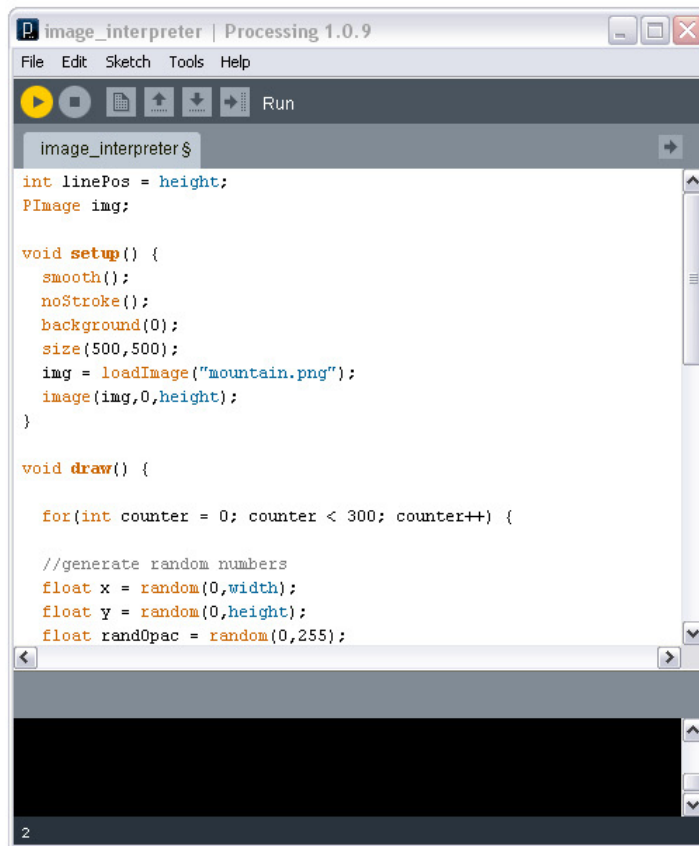 image_interpreter | Processing 1.0.9
File Edit Sketch Tools Help
Run
image_interpreter §
int linePos = height;
PImage img;
void setup() {
smooth();
noStroke();
background(0);
size(500,500);
img = loadImage("mountain.png");
image(img,0,height);
}
void draw() {
for(int counter = 0; counter < 300; counter++) {
//generate random numbers
float x = random(0,width);
float y = random(0,height);
float randOpac = random(0,255);
2